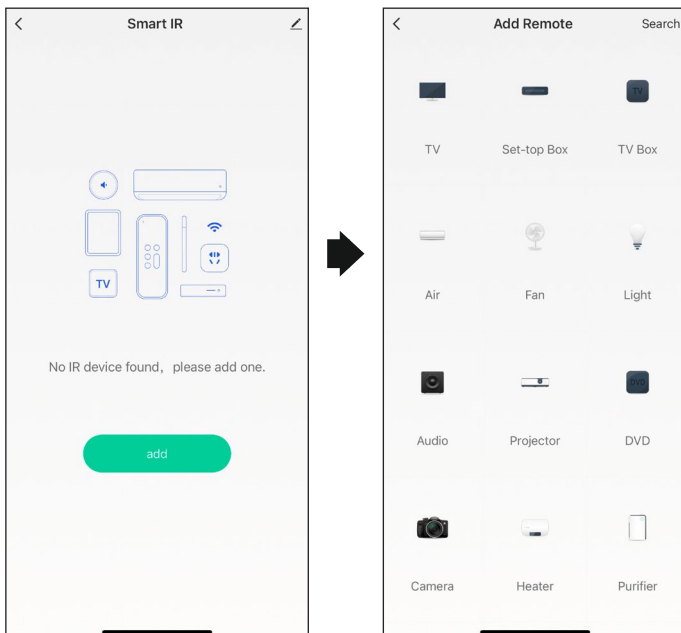 Smart IR
TV
No IR device found, please add one.
add
Add Remote
Search
TV
TV
Set-top Box
TV Box
Air
Fan
Light
DVD
Audio
Projector
DVD
Camera
Heater
Purifier